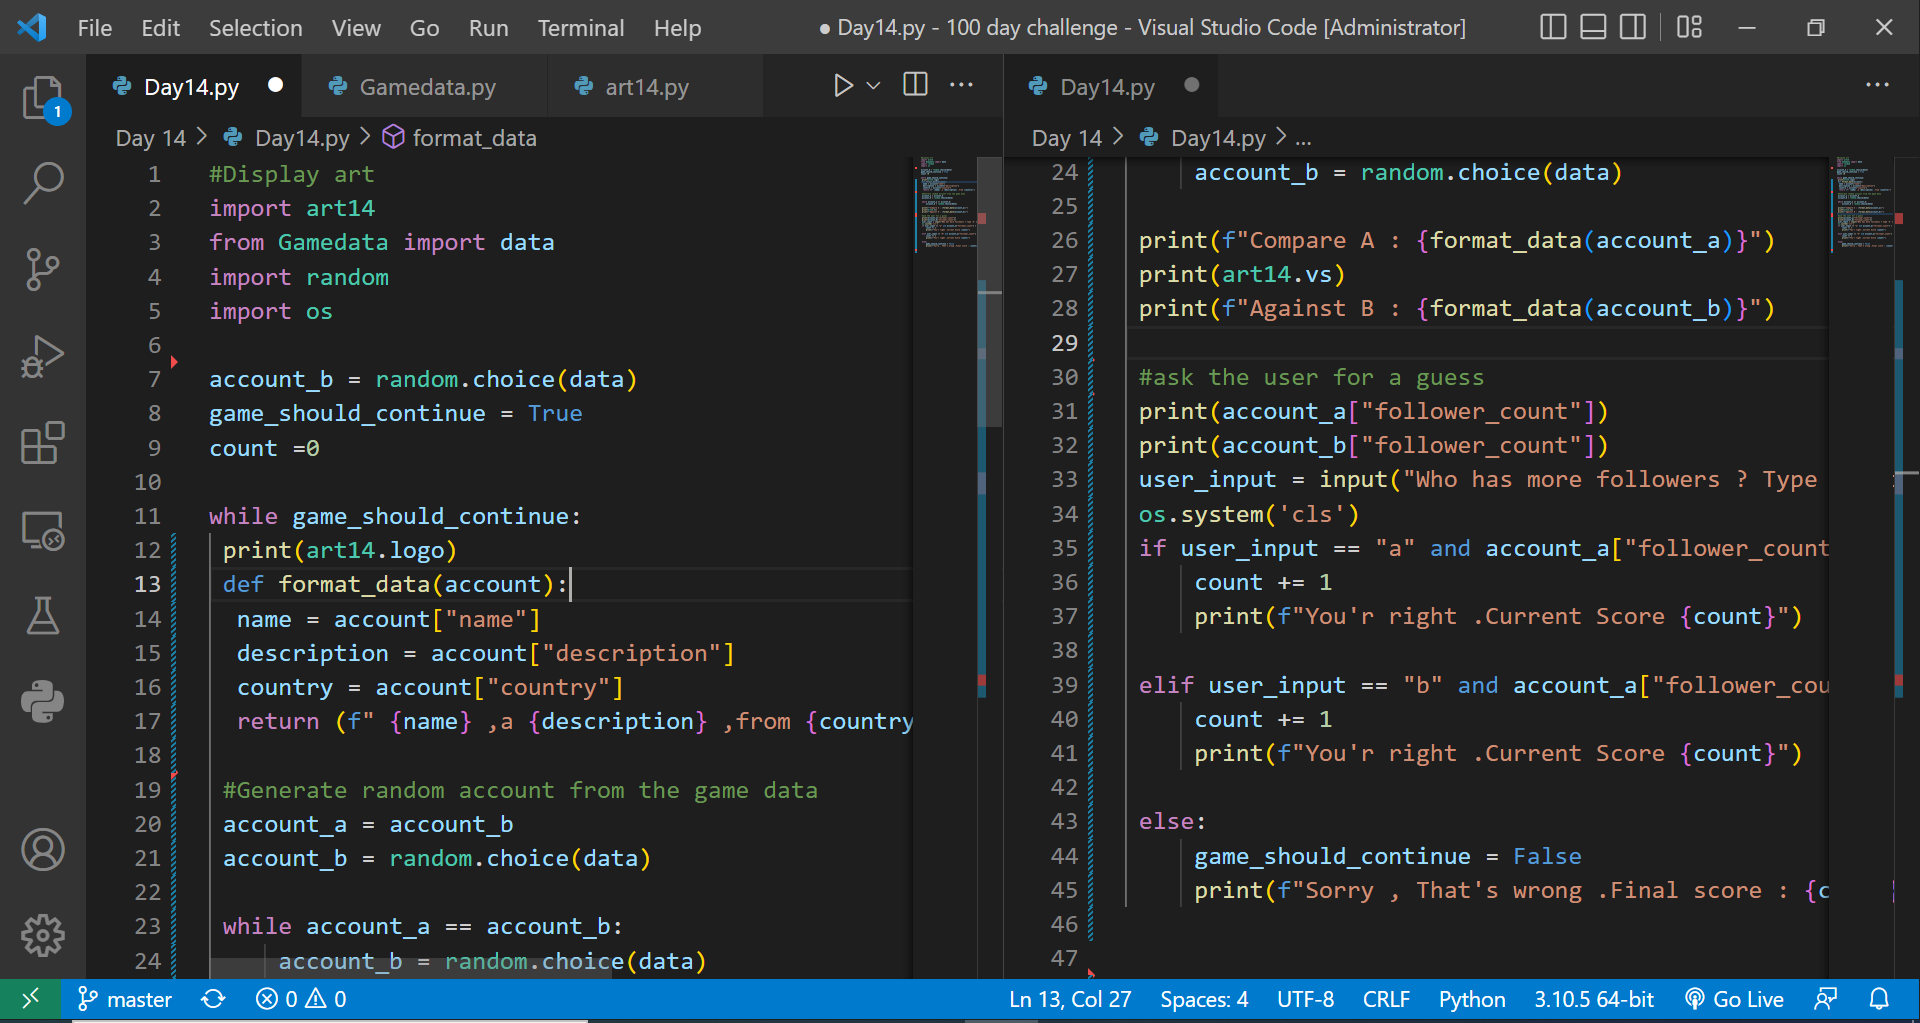 File Edit Selection View Go Run Terminal Help
● Day14.py - 100 day challenge - Visual Studio Code [Administrator]
1
Day14.py
Gamedata.py
art14.py
Day 14 > Day14.py > format_data
1 #Display art
2 import art14
3 from Gamedata import data
4 import random
5 import os
6
7 account_b = random.choice(data)
8 game_should_continue = True
9 count =0
10
11 while game_should_continue:
12 print(art14.logo)
13 def format_data(account):
14 name = account["name"]
15 description = account["description"]
16 country = account["country"]
17 return (f" {name} ,a {description} ,from {country
18
19 #Generate random account from the game data
20 account_a = account_b
21 account_b = random.choice(data)
22
23 while account_a == account_b:
24 account_b = random.choice(data)
Day14.py
Day 14 > Day14.py > ...
24 account_b = random.choice(data)
25
26 print(f"Compare A : {format_data(account_a)}")
27 print(art14.vs)
28 print(f"Against B : {format_data(account_b)}")
29
30 #ask the user for a guess
31 print(account_a["follower_count"])
32 print(account_b["follower_count"])
33 user_input = input("Who has more followers ? Type
34 os.system('cls')
35 if user_input == "a" and account_a["follower_count
36 count += 1
37 print(f"You'r right .Current Score {count}")
38
39 elif user_input == "b" and account_a["follower_cou
40 count += 1
41 print(f"You'r right .Current Score {count}")
42
43 else:
44 game_should_continue = False
45 print(f"Sorry , That's wrong .Final score : {c
46
47
master 0 0
Ln 13, Col 27 Spaces: 4 UTF-8 CRLF Python 3.10.5 64-bit Go Live